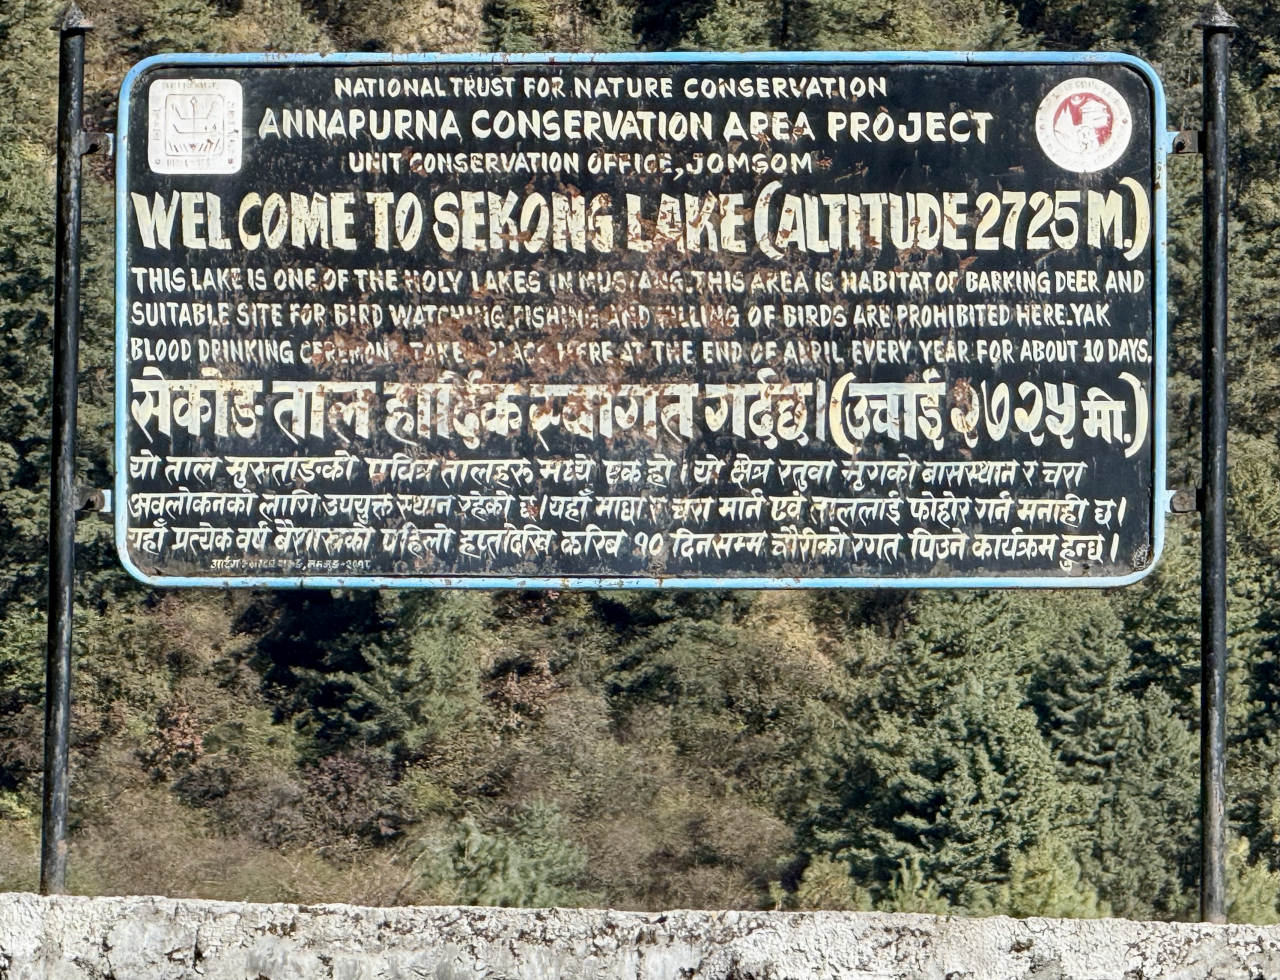 NATIONAL TRUST FOR NATURE CONSERVATION
ANNAPURNA CONSERVATION AREA PROJECT
UNIT CONSERVATION OFFICE, JOMSOM
WELCOME TO SEKONG LAKE (ALTITUDE 2725 M.)
THIS LAKE IS ONE OF THE HOLY LAKES IN MUSTANG. THIS AREA IS HABITAT OF BARKING DEER AND
SUITABLE SITE FOR BIRD WATCHING. FISHING AND KILLING OF BIRDS ARE PROHIBITED HERE. YAK
BLOOD DRINKING CEREMONY TAKES PLACE HERE AT THE END OF APRIL EVERY YEAR FOR ABOUT 10 DAYS.
सेकोङ ताल हार्दिक स्वागत गर्दछ। (उचाई २७२५ मी.)
यो ताल मुस्ताङको पवित्र तालहरू मध्ये एक हो। यो क्षेत्र रतुवा मृगको बासस्थान र चरा
अवलोकनको लागि उपयुक्त स्थान रहेको छ। यहाँ माछा र चरा मार्न एवं ताललाई फोहोर गर्न मनाही छ।
यहाँ प्रत्येक वर्ष बैशाखको पहिलो हप्तादेखि करिब १० दिनसम्म चौरीको रगत पिउने कार्यक्रम हुन्छ।